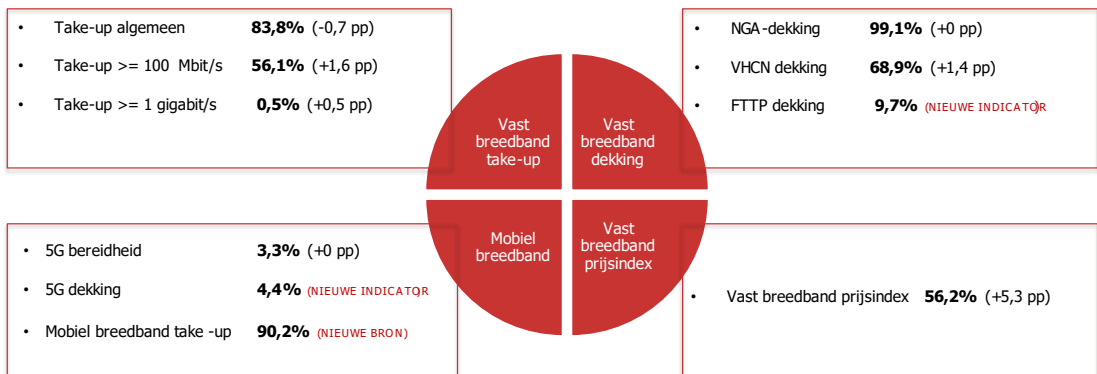 • Take-up algemeen 83,8% (-0,7 pp)
• Take-up >= 100 Mbit/s 56,1% (+1,6 pp)
• Take-up >= 1 gigabit/s 0,5% (+0,5 pp)
• NGA-dekking 99,1% (+0 pp)
• VHCN dekking 68,9% (+1,4 pp)
• FTTP dekking 9,7% (NIEUWE INDICATOR)
Vast
breedband
take-up
Vast
breedband
dekking
Mobiel
breedband
Vast
breedband
prijsindex
• 5G bereidheid 3,3% (+0 pp)
• 5G dekking 4,4% (NIEUWE INDICATOR
• Mobiel breedband take -up 90,2% (NIEUWE BRON)
• Vast breedband prijsindex 56,2% (+5,3 pp)